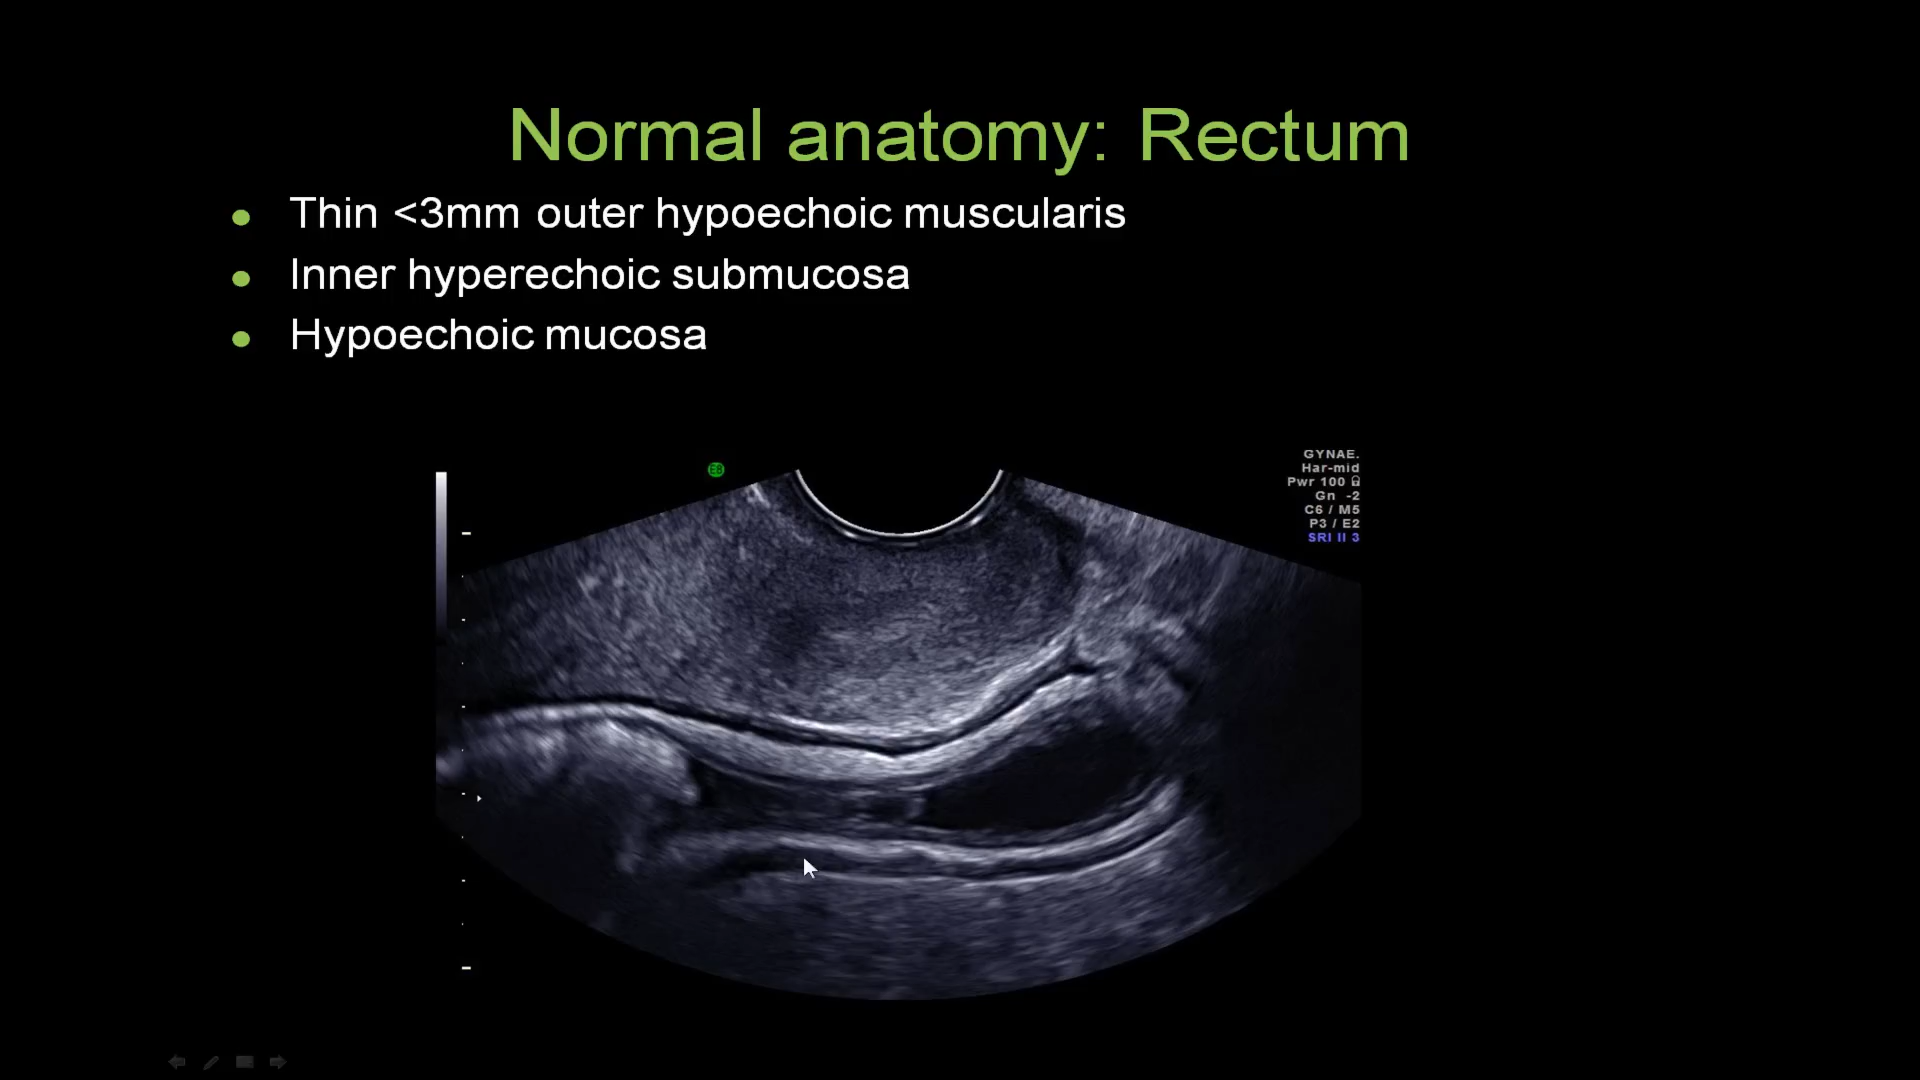 Normal anatomy: Rectum
Thin <3mm outer hypoechoic muscularis
Inner hyperechoic submucosa
Hypoechoic mucosa
E8
GYNAE.
Har-mid
Pwr 100
Gn -2
C6 / M5
P3 / E2
SRI II 3